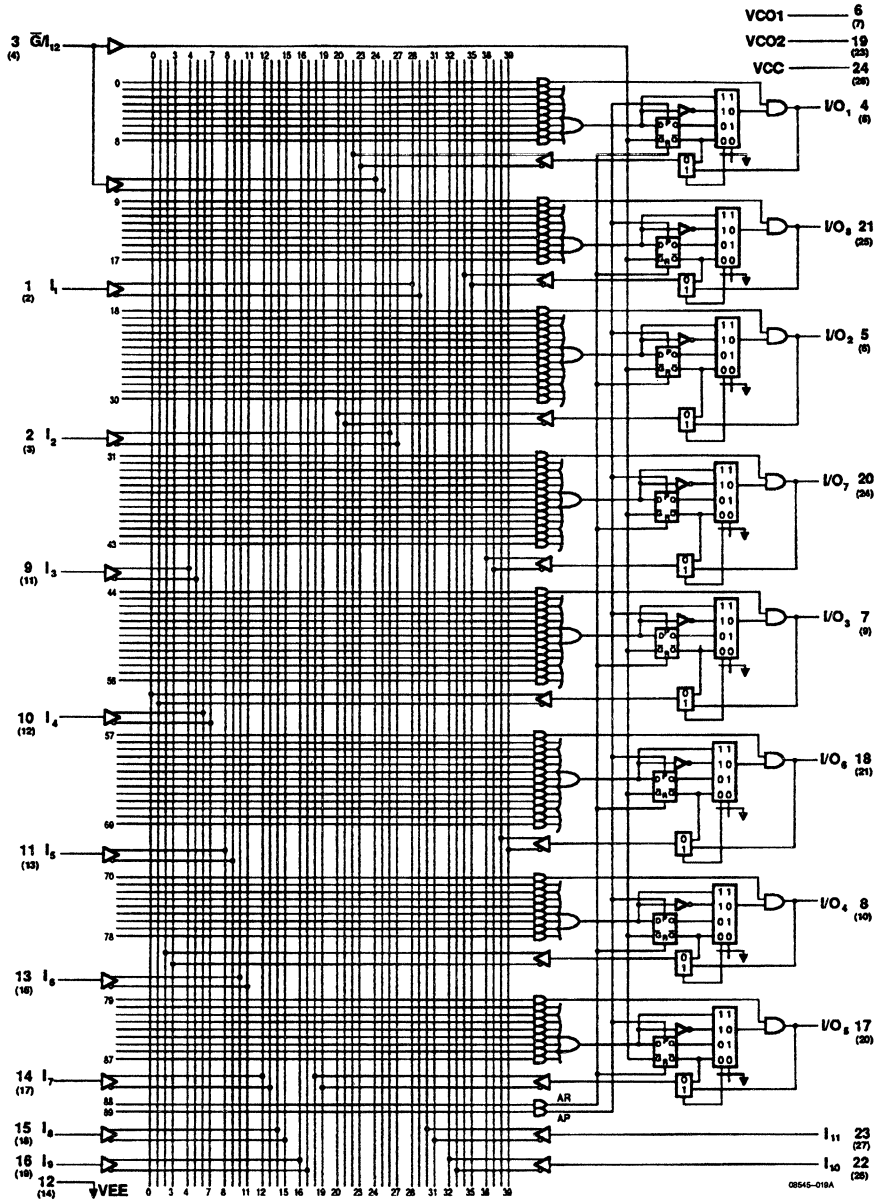 VCO1 6
(7)
VCO2 19
(23)
VCC 24
(28)
3 G̅/I12
(4)
0 3 4 7 8 11 12 13 15 16 19 20 23 24 27 28 31 32 35 36 39
0
8
I/O1 4
9
17
I/O8 21
(25)
1 I1
(2)
18
30
I/O2 5
(6)
2 I2
(3)
31
43
I/O7 20
(24)
9 I3
(11)
44
56
I/O3 7
(9)
10 I4
(12)
57
69
I/O6 18
(21)
11 I5
(13)
70
78
I/O4 8
(10)
13 I6
79
87
I/O5 17
(20)
14 I7
(17)
88
89
AR
AP
15 I8
(18)
I11 23
(27)
16 I9
(19)
I10 22
12
(14)
VEE
0 3 4 7 8 11 12 15 16 19 20 23 24 27 28 31 32 35 36 39
08545-019A